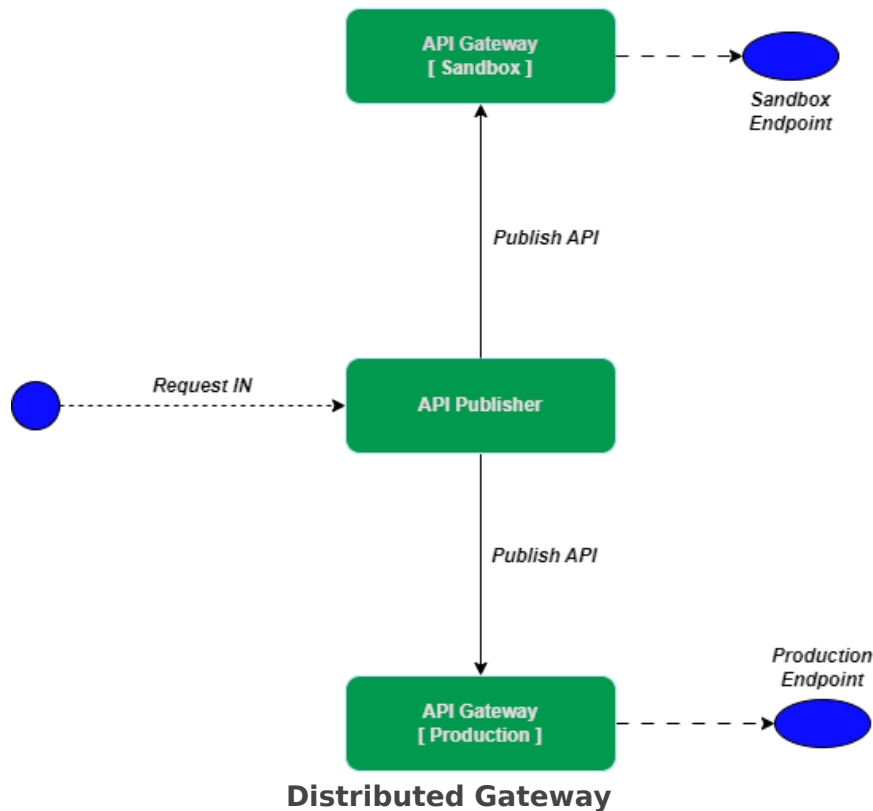 API Gateway
[ Sandbox ]
Sandbox
Endpoint
Publish API
Request IN
API Publisher
Publish API
Production
Endpoint
API Gateway
[ Production ]
Distributed Gateway